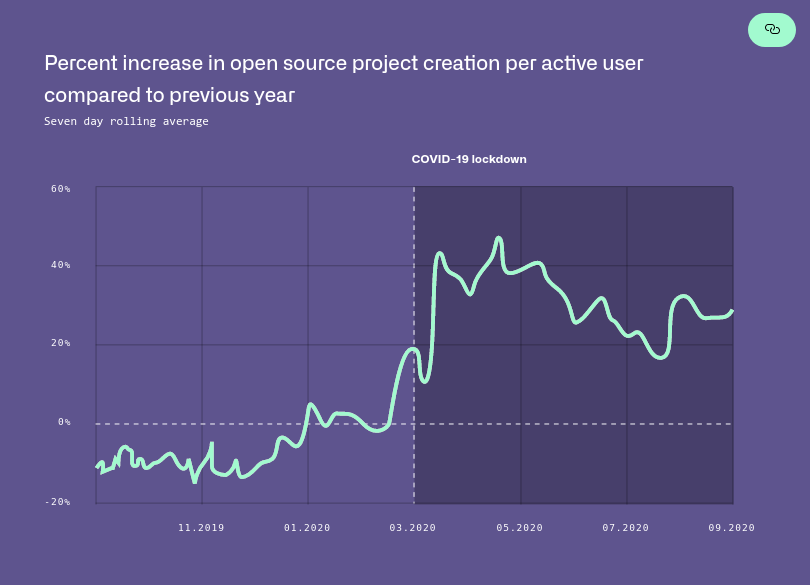 Percent increase in open source project creation per active user
compared to previous year
Seven day rolling average
COVID-19 lockdown
60%
40%
20%
0%
-20%
11.2019 01.2020 03.2020 05.2020 07.2020 09.2020